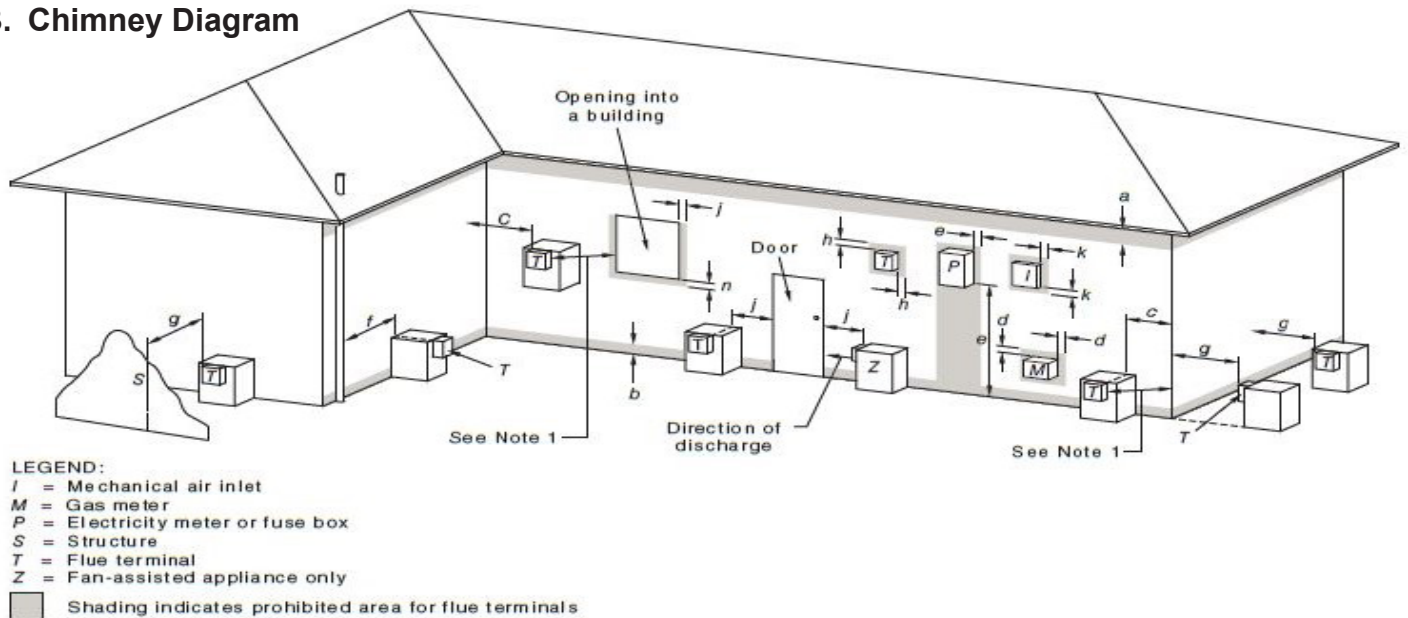 . Chimney Diagram
Opening into
a building
a
j
C
e
k
h
Door
T
P
I
T
n
k
h
j
j
d
c
g
g
f
e
d
g
S
T
T
T
Z
M
T
T
b
T
See Note 1
Direction of
discharge
See Note 1
LEGEND:
I = Mechanical air inlet
M = Gas meter
P = Electricity meter or fuse box
S = Structure
T = Flue terminal
Z = Fan-assisted appliance only
Shading indicates prohibited area for flue terminals